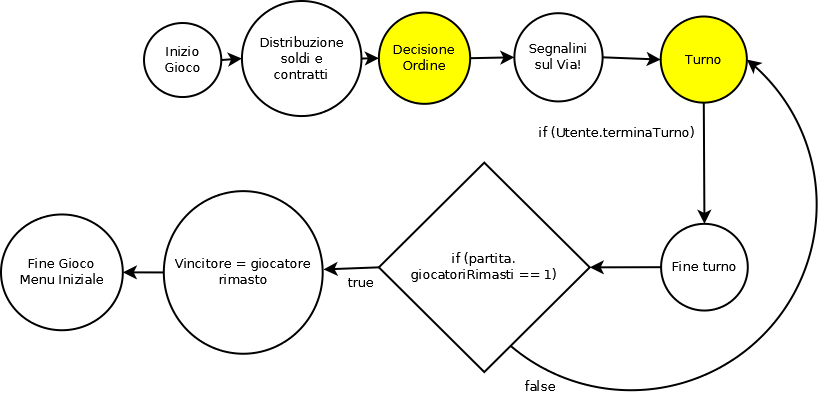 Inizio
Gioco
Distribuzione
soldi e
contratti
Decisione
Ordine
Segnalini
sul Via!
Turno
if (Utente.terminaTurno)
Fine turno
if (partita.
giocatoriRimasti == 1)
true
false
Vincitore = giocatore
rimasto
Fine Gioco
Menu Iniziale